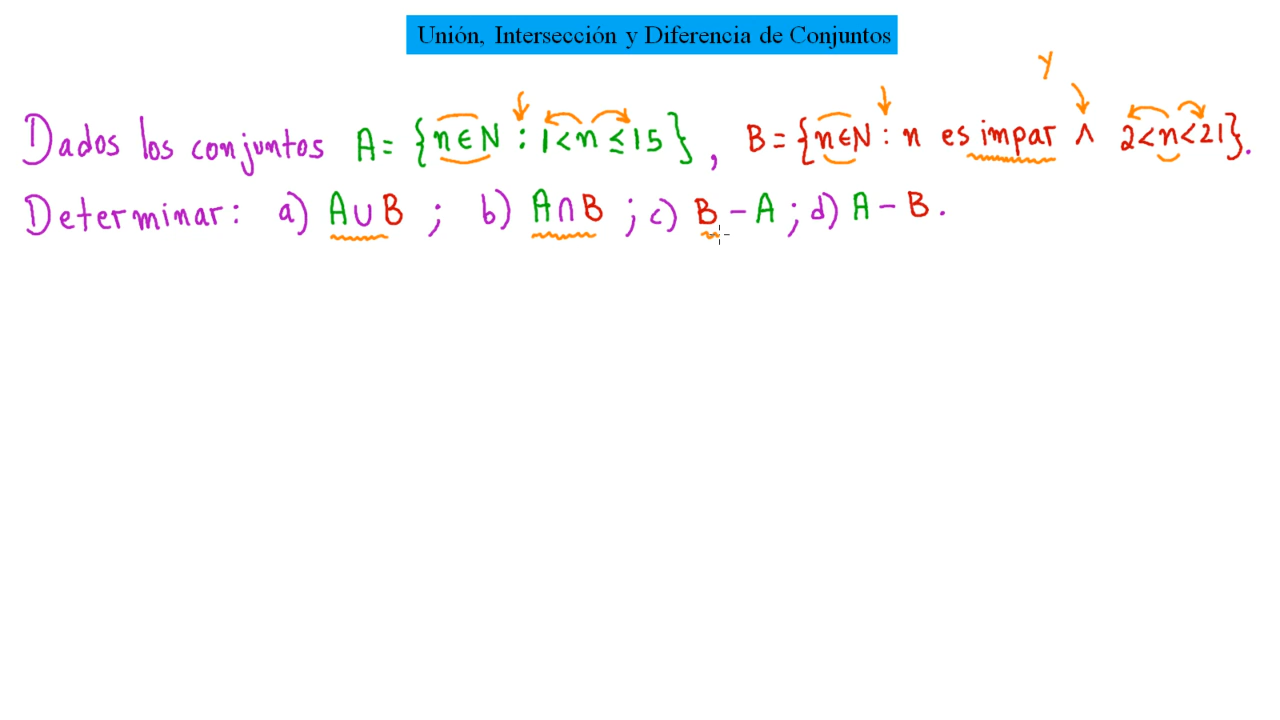 Unión, Intersección y Diferencia de Conjuntos
y
Dados los conjuntos A = {n∈N : 1<n≤15}, B = {n∈N : n es impar ∧ 2<n<21}.
Determinar: a) A∪B ; b) A∩B ; c) B - A ; d) A - B.